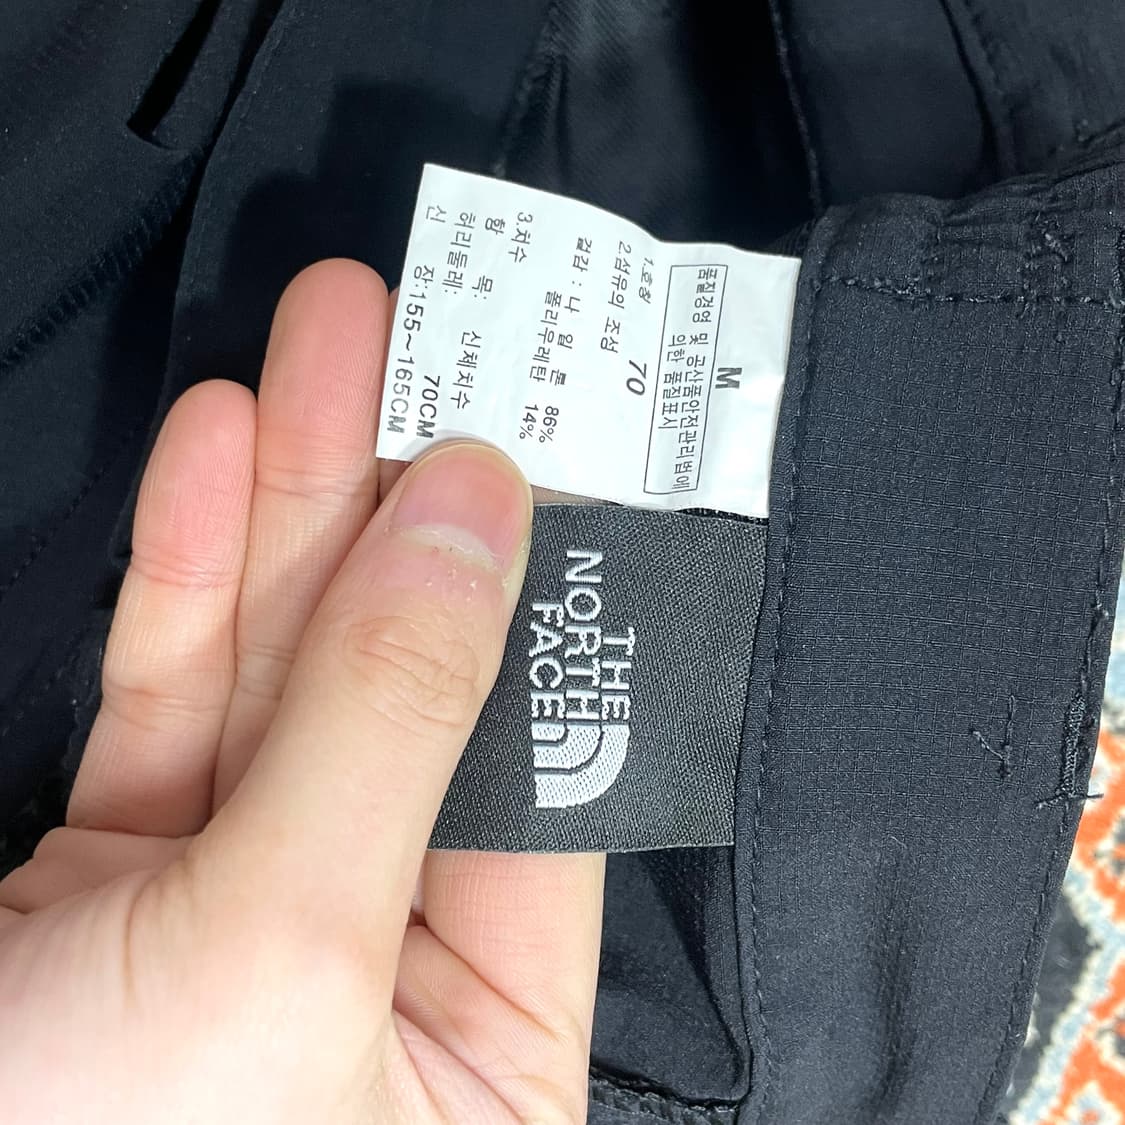 M
품질경영 및 공산품안전관리법에
의한 품질표시
1.호칭 70
2.섬유의 조성
겉감 : 나 일 론 86%
폴리우레탄 14%
3.치수
항 목: 신체치수
허리둘레: 70CM
신 장:155~165CM
THE
NORTH
FACE